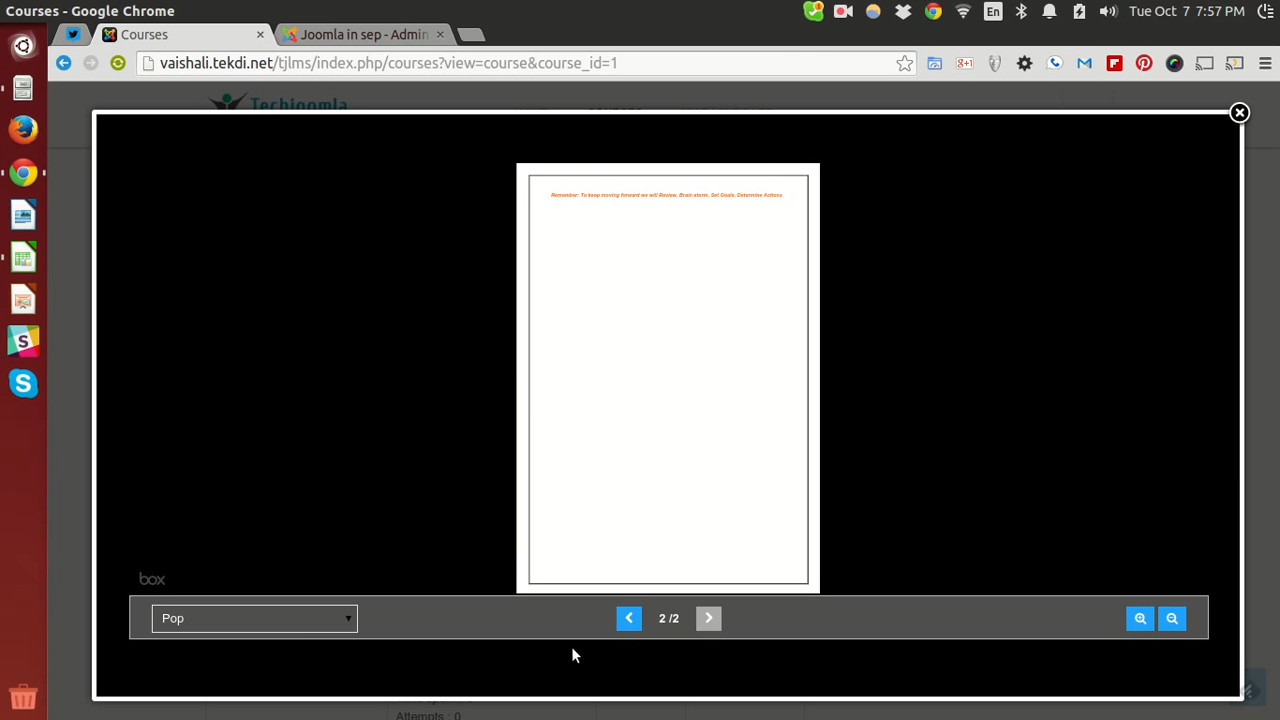 Courses - Google Chrome
En
Tue Oct 7 7:57 PM
Courses
Joomla in sep - Admin
vaishali.tekdi.net/tjlms/index.php/courses?view=course&course_id=1
Techjoomla
Remember: To keep moving forward we will Review, Brain storm, Set Goals, Determine Actions
box
Pop
2 /2
Attempts : 0